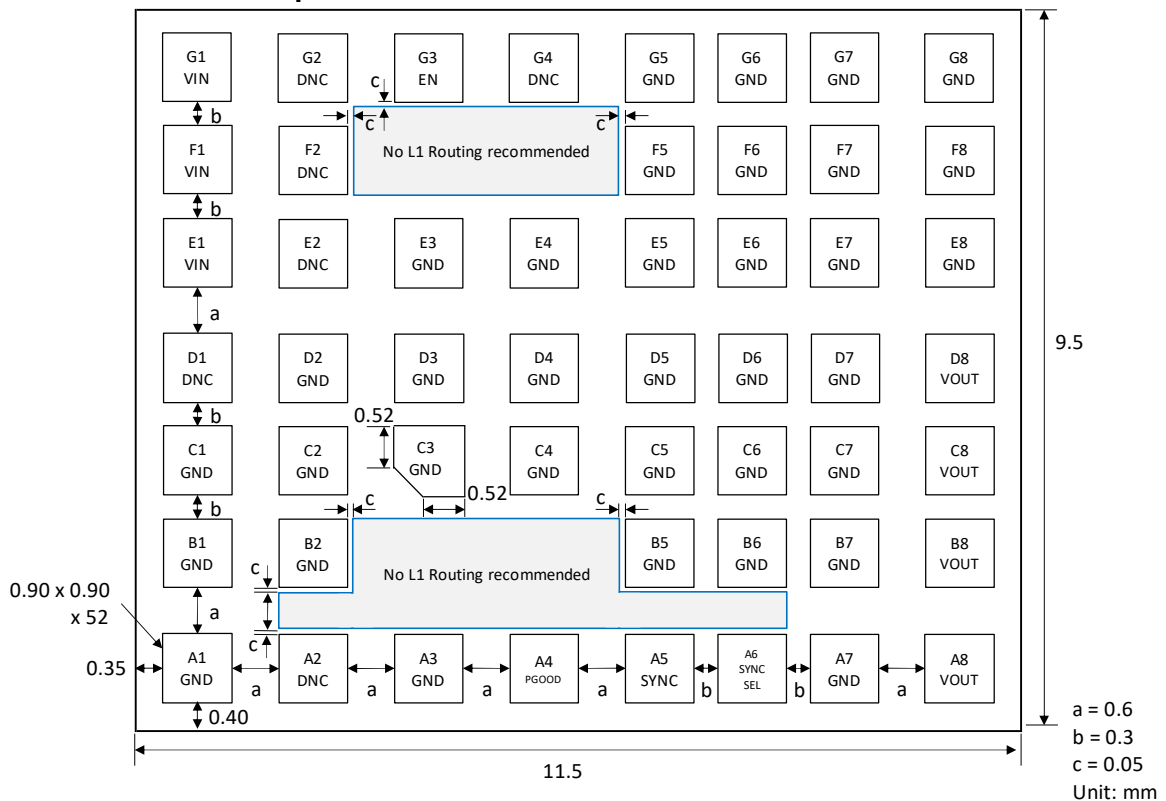 G1 G2 G3 G4 G5 G6 G7 G8
VIN DNC EN DNC GND GND GND GND
c
b c c
No L1 Routing recommended
F1 F2 F5 F6 F7 F8
VIN DNC GND GND GND GND
b
E1 E2 E3 E4 E5 E6 E7 E8
VIN DNC GND GND GND GND GND GND
a
9.5
D1 D2 D3 D4 D5 D6 D7 D8
DNC GND GND GND GND GND GND VOUT
b 0.52
C1 C2 C3 C4 C5 C6 C7 C8
GND GND GND GND GND GND GND VOUT
b c 0.52 c
B1 B2 B5 B6 B7 B8
GND GND GND GND GND VOUT
No L1 Routing recommended
c
0.90 x 0.90
x 52
a
c
0.35
A1 A2 A3 A4 A5 A6 A7 A8
GND DNC GND PGOOD SYNC SYNC GND VOUT
SEL
a a a a b b a
0.40
11.5
a = 0.6
b = 0.3
c = 0.05
Unit: mm